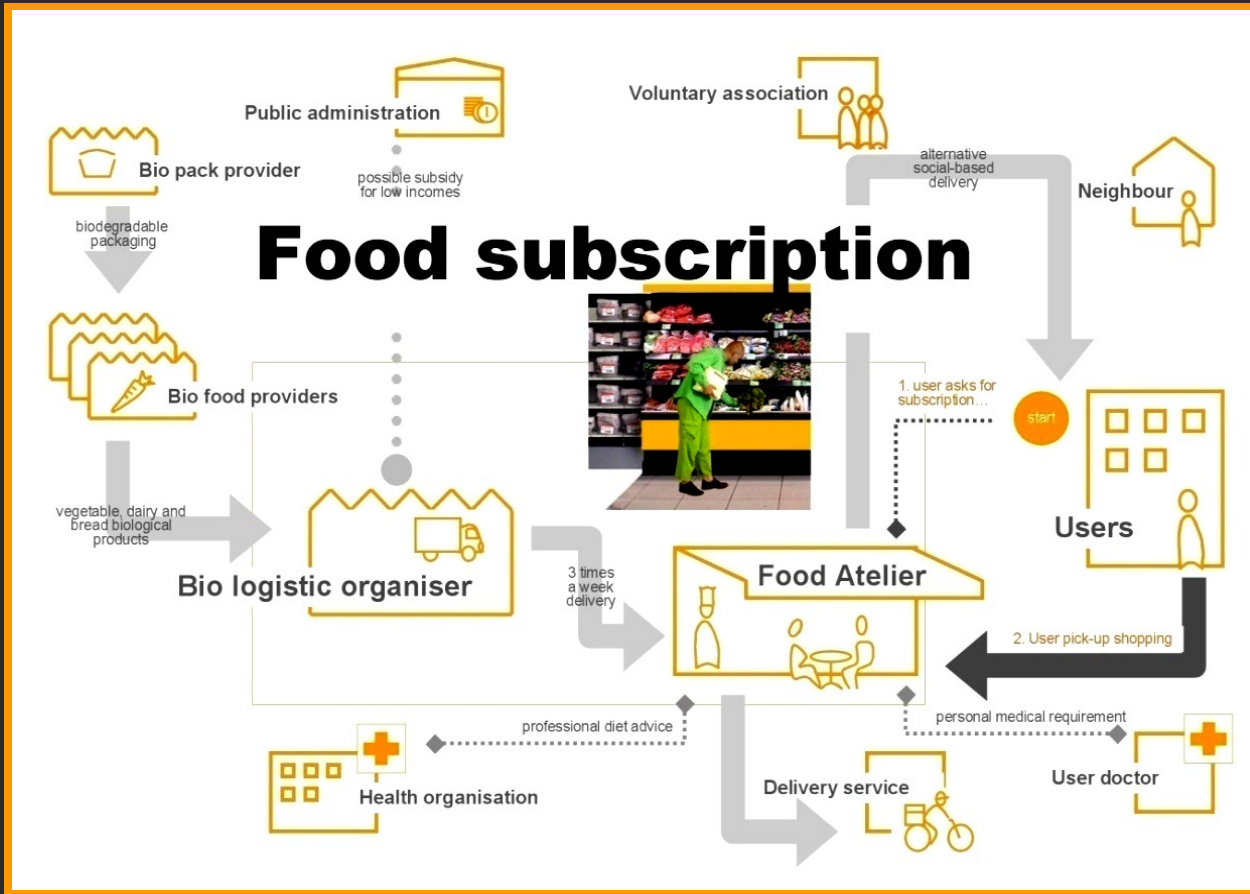 Public administration
Voluntary association
Bio pack provider
possible subsidy
for low incomes
alternative
social-based
delivery
Neighbour
biodegradable
packaging
Food subscription
Bio food providers
1. user asks for
subscription...
start
vegetable, dairy and
bread biological
products
Users
Bio logistic organiser
3 times
a week
delivery
Food Atelier
2. User pick-up shopping
professional diet advice
personal medical requirement
Health organisation
Delivery service
User doctor